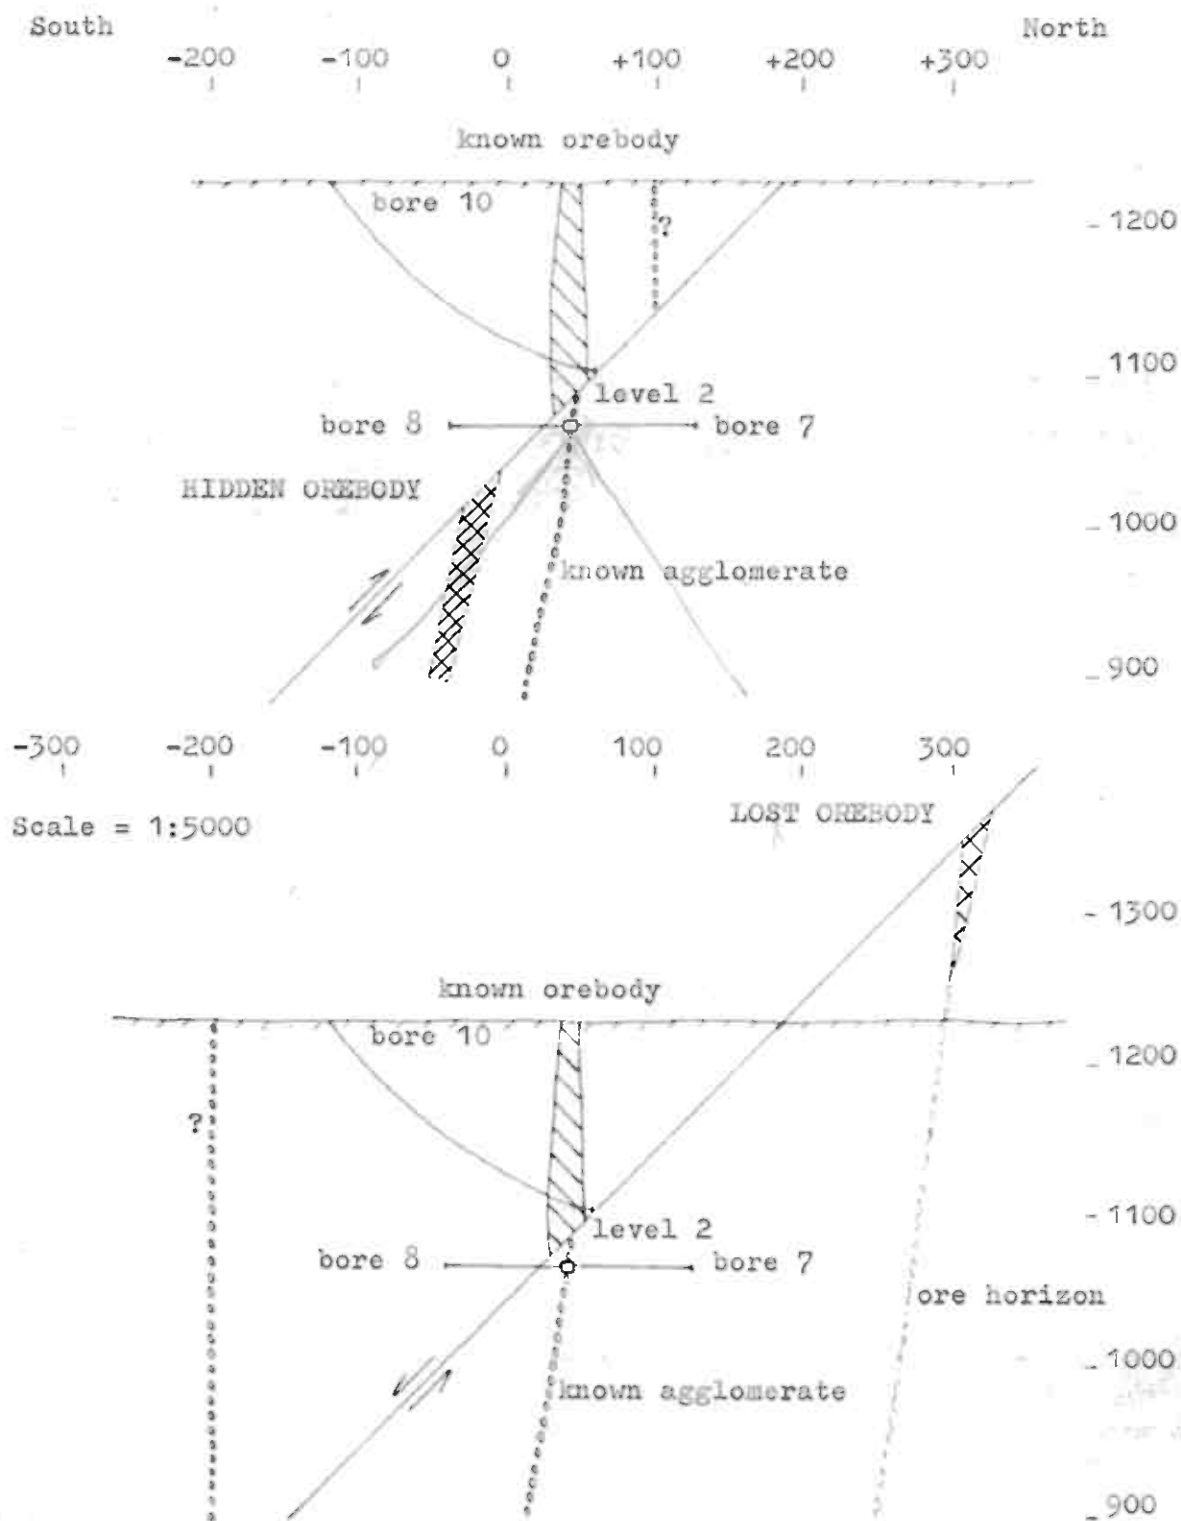 South North
-200 -100 0 +100 +200 +300
known orebody
bore 10
- 1200
?
- 1100
level 2
bore 8 bore 7
HIDDEN OREBODY
- 1000
known agglomerate
- 900
-300 -200 -100 0 100 200 300
LOST OREBODY
Scale = 1:5000
- 1300
known orebody
bore 10
- 1200
?
- 1100
level 2
bore 8 bore 7
ore horizon
- 1000
known agglomerate
- 900